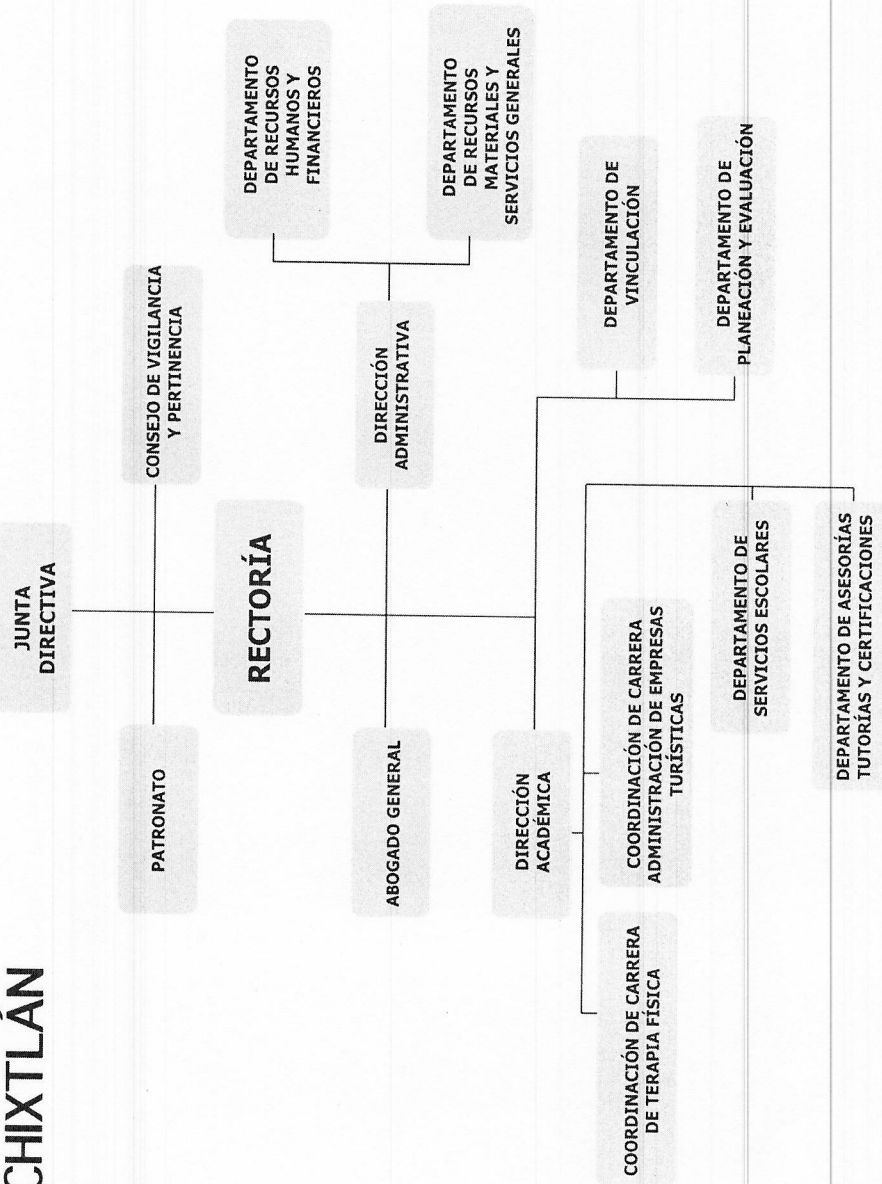 CHIXTLÁN
JUNTA
DIRECTIVA
PATRONATO
CONSEJO DE VIGILANCIA
Y PERTINENCIA
RECTORÍA
ABOGADO GENERAL
DIRECCIÓN
ADMINISTRATIVA
DEPARTAMENTO
DE RECURSOS
HUMANOS Y
FINANCIEROS
DEPARTAMENTO
DE RECURSOS
MATERIALES Y
SERVICIOS GENERALES
DIRECCIÓN
ACADÉMICA
DEPARTAMENTO DE
VINCULACIÓN
DEPARTAMENTO DE
PLANEACIÓN Y EVALUACIÓN
COORDINACIÓN DE CARRERA
DE TERAPIA FÍSICA
COORDINACIÓN DE CARRERA
ADMINISTRACIÓN DE EMPRESAS
TURÍSTICAS
DEPARTAMENTO DE
SERVICIOS ESCOLARES
DEPARTAMENTO DE ASESORÍAS
TUTORÍAS Y CERTIFICACIONES